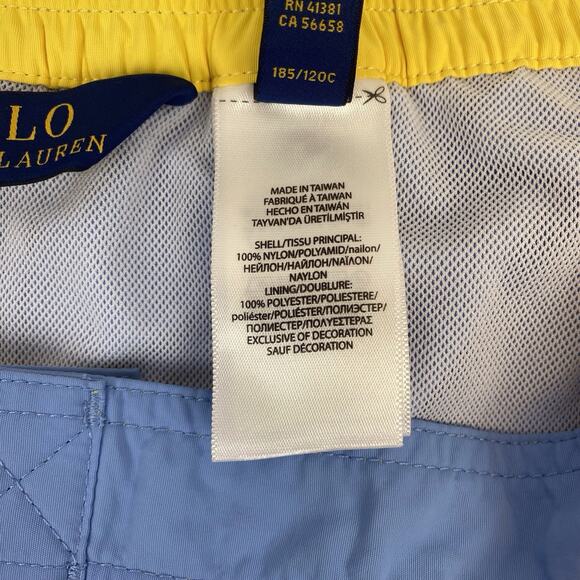 RN 41381
CA 56658
185/120C
LO
LAUREN
MADE IN TAIWAN
FABRIQUÉ À TAIWAN
HECHO EN TAIWÁN
TAYVAN'DA ÜRETİLMİŞTİR
SHELL/TISSU PRINCIPAL:
100% NYLON/POLYAMID/nailon/
НЕЙЛОН/НАЙЛОН/ΝΑΪΛΟΝ/
NAYLON
LINING/DOUBLURE:
100% POLYESTER/POLIESTERE/
poliéster/POLIÉSTER/ПОЛИЭСТЕР/
ПОЛИЕСТЕР/ΠΟΛΥΕΣΤΕΡΑΣ
EXCLUSIVE OF DECORATION
SAUF DÉCORATION